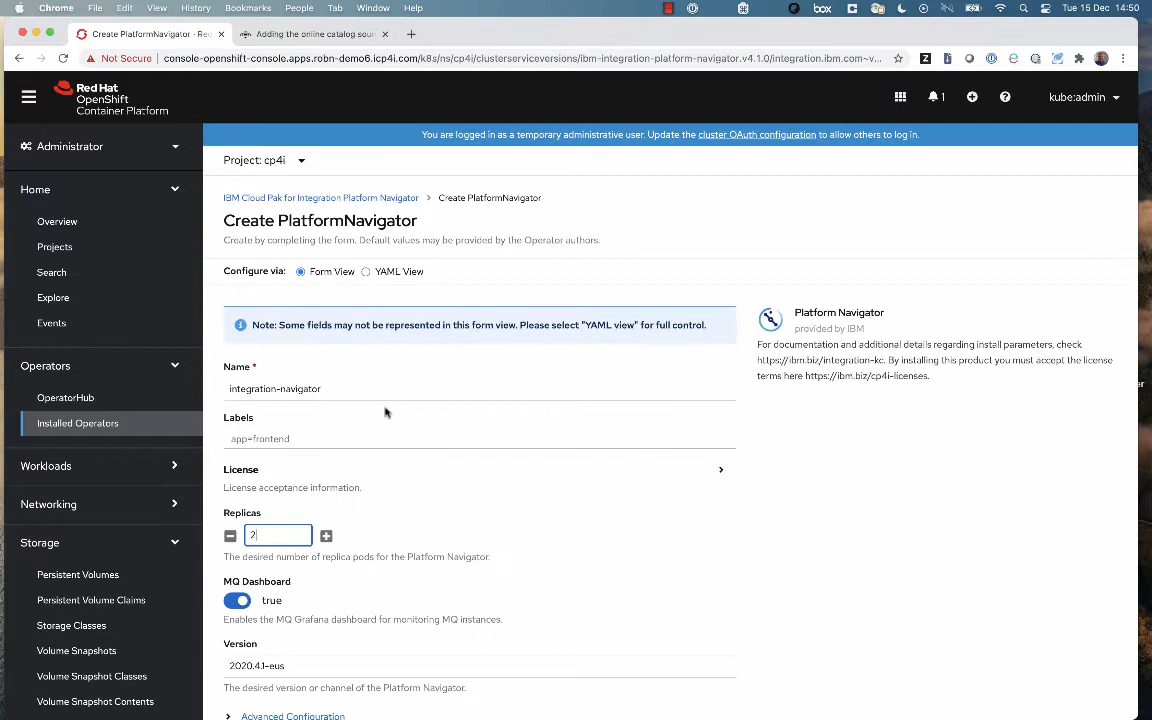 Chrome File Edit View History Bookmarks People Tab Window Help
box
Tue 15 Dec 14:50
Create PlatformNavigator · Re
Adding the online catalog sour
Not Secure
console-openshift-console.apps.robn-demo6.icp4i.com/k8s/ns/cp4i/clusterserviceversions/ibm-integration-platform-navigator.v4.1.0/integration.ibm.com~v...
Red Hat
OpenShift
Container Platform
1
kube:admin
You are logged in as a temporary administrative user. Update the cluster OAuth configuration to allow others to log in.
Administrator
Home
Overview
Projects
Search
Explore
Events
Operators
OperatorHub
Installed Operators
Workloads
Networking
Storage
Persistent Volumes
Persistent Volume Claims
Storage Classes
Volume Snapshots
Volume Snapshot Classes
Volume Snapshot Contents
Project: cp4i
IBM Cloud Pak for Integration Platform Navigator > Create PlatformNavigator
Create PlatformNavigator
Create by completing the form. Default values may be provided by the Operator authors.
Configure via: Form View YAML View
Note: Some fields may not be represented in this form view. Please select "YAML view" for full control.
Name *
integration-navigator
Labels
app=frontend
License
License acceptance information.
Replicas
2
The desired number of replica pods for the Platform Navigator.
MQ Dashboard
true
Enables the MQ Grafana dashboard for monitoring MQ instances.
Version
2020.4.1-eus
The desired version or channel of the Platform Navigator.
Advanced Configuration
Platform Navigator
provided by IBM
For documentation and additional details regarding install parameters, check
https://ibm.biz/integration-kc. By installing this product you must accept the license
terms here https://ibm.biz/cp4i-licenses.
er